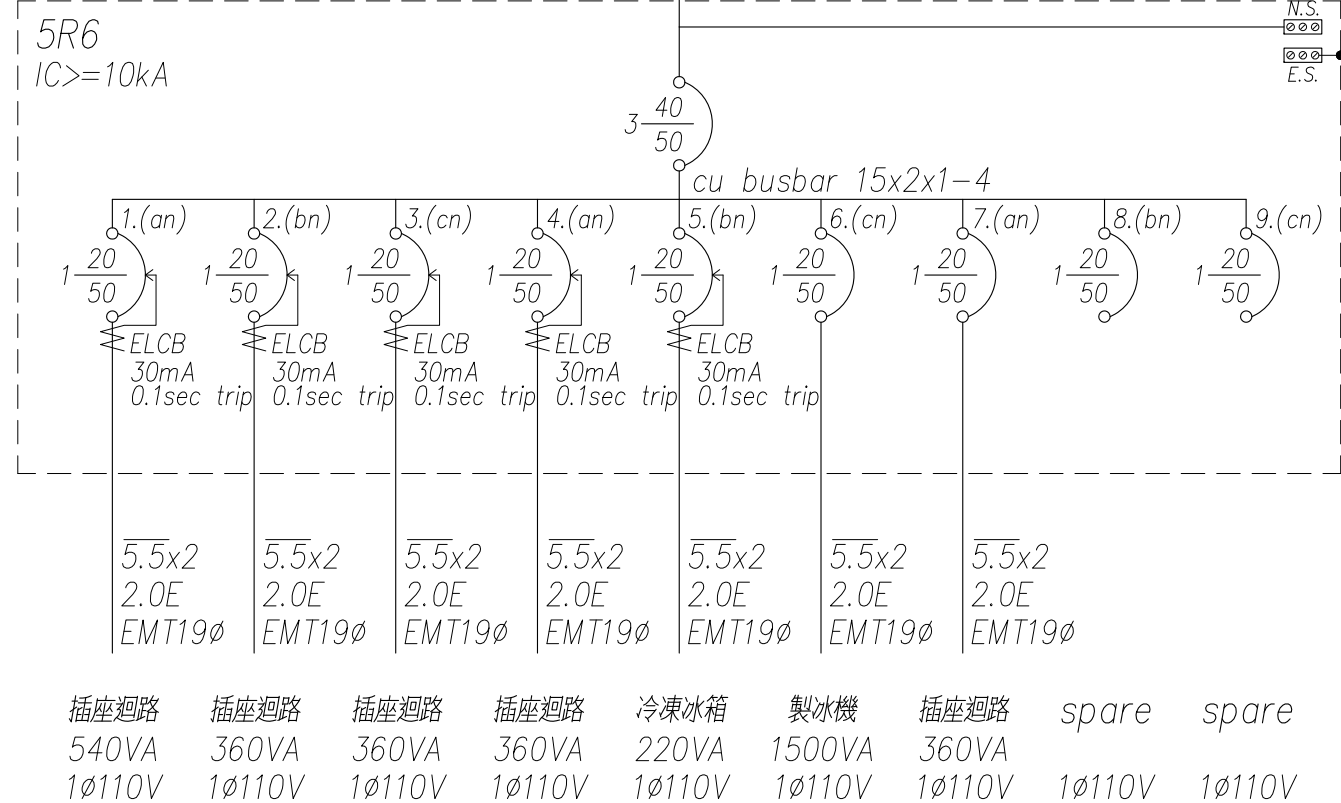 N.S.
5R6
IC>=10kA
E.S.
3 40/50
cu busbar 15x2x1-4
1.(an) 2.(bn) 3.(cn) 4.(an) 5.(bn) 6.(cn) 7.(an) 8.(bn) 9.(cn)
1 20/50 1 20/50 1 20/50 1 20/50 1 20/50 1 20/50 1 20/50 1 20/50 1 20/50
ELCB ELCB ELCB ELCB ELCB
30mA 30mA 30mA 30mA 30mA
0.1sec trip 0.1sec trip 0.1sec trip 0.1sec trip 0.1sec trip
5.5x2 5.5x2 5.5x2 5.5x2 5.5x2 5.5x2 5.5x2
2.0E 2.0E 2.0E 2.0E 2.0E 2.0E 2.0E
EMT19ø EMT19ø EMT19ø EMT19ø EMT19ø EMT19ø EMT19ø
插座迴路 插座迴路 插座迴路 插座迴路 冷凍冰箱 製冰機 插座迴路 spare spare
540VA 360VA 360VA 360VA 220VA 1500VA 360VA
1ø110V 1ø110V 1ø110V 1ø110V 1ø110V 1ø110V 1ø110V 1ø110V 1ø110V